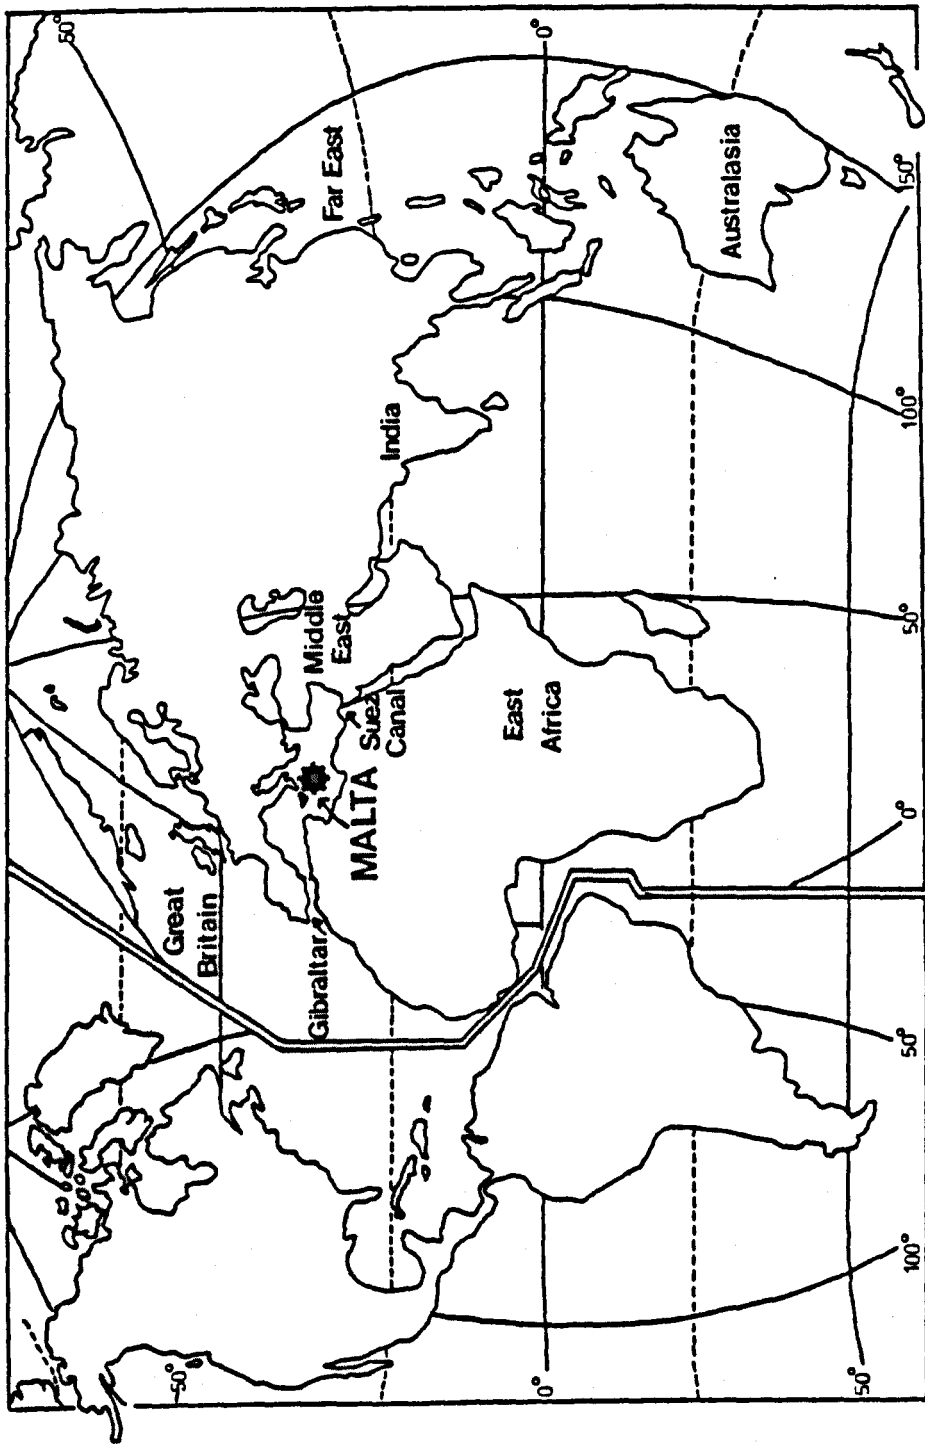 50°
0°
Far East
Australasia
150°
100°
India
Middle
East
Suez
Canal
East
Africa
50°
MALTA
0°
Great
Britain
Gibraltar
50°
100°
50°
0°
50°